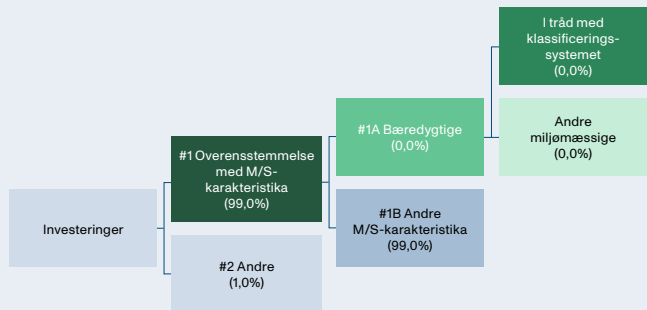 Investeringer
#1 Overensstemmelse
med M/S-
karakteristika
(99,0%)
#2 Andre
(1,0%)
#1A Bæredygtige
(0,0%)
#1B Andre
M/S-karakteristika
(99,0%)
I tråd med
klassificerings-
systemet
(0,0%)
Andre
miljømæssige
(0,0%)